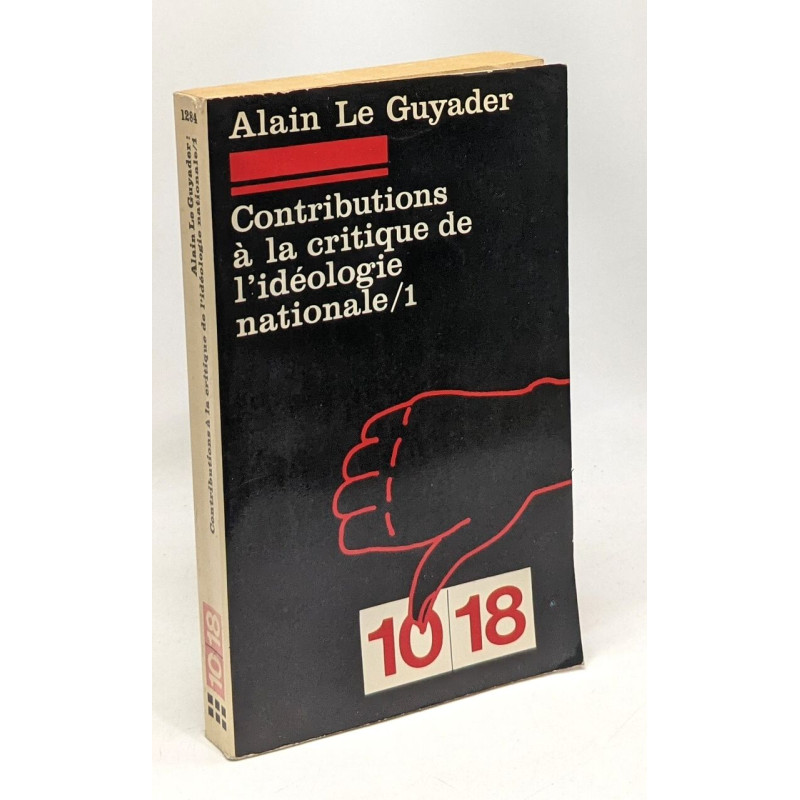 Alain Le Guyader
Contributions
à la critique de
l'idéologie
nationale/1
10 18
1284
Alain Le Guyader:
Contributions à la critique de l'idéologie nationale/1
10 18